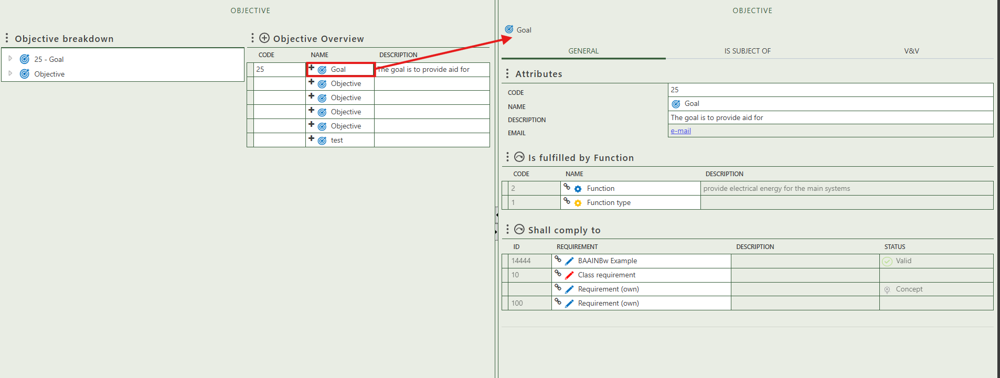 OBJECTIVE
Objective breakdown
25 - Goal
Objective
Objective Overview
CODE NAME DESCRIPTION
25 Goal The goal is to provide aid for
Objective
Objective
Objective
Objective
test
OBJECTIVE
Goal
GENERAL IS SUBJECT OF V&V
Attributes
CODE 25
NAME Goal
DESCRIPTION The goal is to provide aid for
EMAIL e-mail
Is fulfilled by Function
CODE NAME DESCRIPTION
2 Function provide electrical energy for the main systems
1 Function type
Shall comply to
ID REQUIREMENT DESCRIPTION STATUS
14444 BAAINBw Example Valid
10 Class requirement
Requirement (own) Concept
100 Requirement (own)